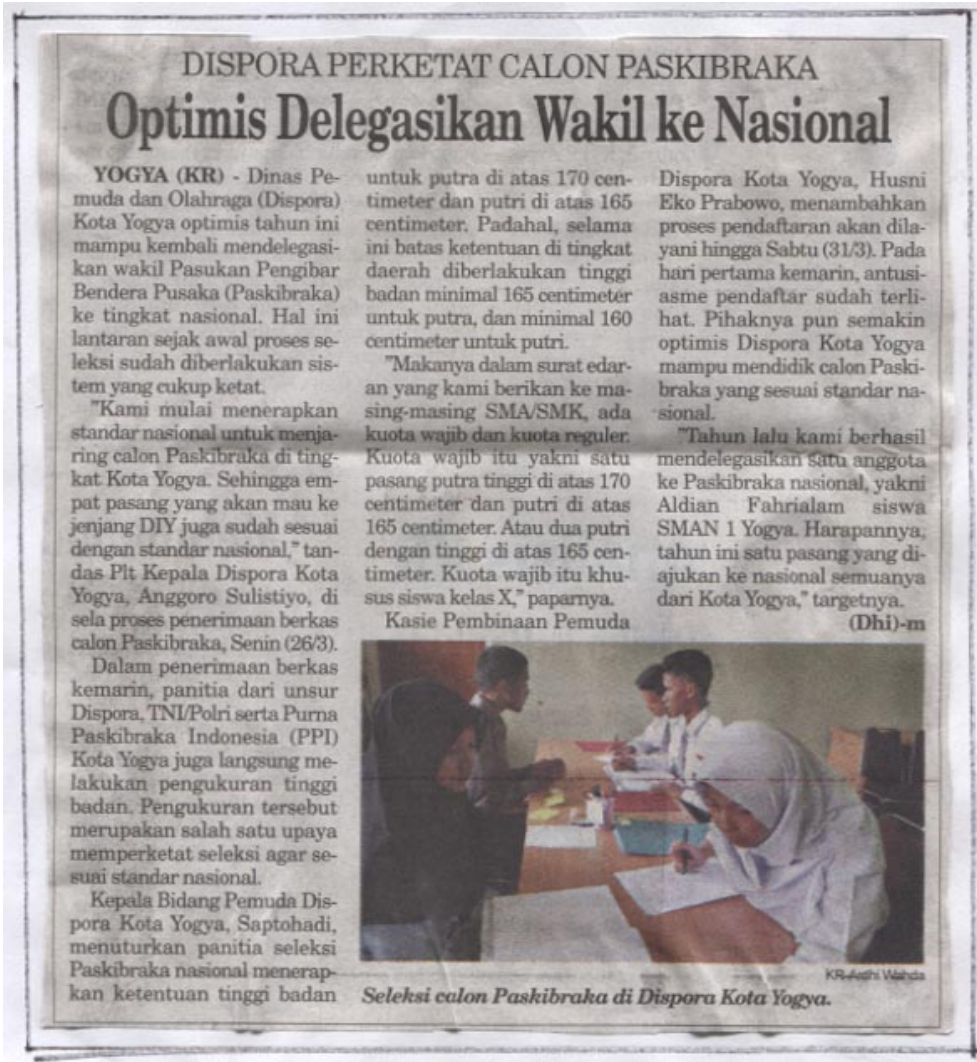 DISPORA PERKETAT CALON PASKIBRAKA
Optimis Delegasikan Wakil ke Nasional
YOGYA (KR) - Dinas Pe-
muda dan Olahraga (Dispora)
Kota Yogya optimis tahun ini
mampu kembali mendelegasi-
kan wakil Pasukan Pengibar
Bendera Pusaka (Paskibraka)
ke tingkat nasional. Hal ini
lantaran sejak awal proses se-
leksi sudah diberlakukan sis-
tem yang cukup ketat.
"Kami mulai menerapkan
standar nasional untuk menja-
ring calon Paskibraka di ting-
kat Kota Yogya. Sehingga em-
pat pasang yang akan mau ke
jenjang DIY juga sudah sesuai
dengan standar nasional," tan-
das Plt Kepala Dispora Kota
Yogya, Anggoro Sulistiyo, di
sela proses penerimaan berkas
calon Paskibraka, Senin (26/3).
Dalam penerimaan berkas
kemarin, panitia dari unsur
Dispora, TNI/Polri serta Purna
Paskibraka Indonesia (PPI)
Kota Yogya juga langsung me-
lakukan pengukuran tinggi
badan. Pengukuran tersebut
merupakan salah satu upaya
memperketat seleksi agar se-
suai standar nasional.
Kepala Bidang Pemuda Dis-
pora Kota Yogya, Saptohadi,
menuturkan panitia seleksi
Paskibraka nasional menerap-
kan ketentuan tinggi badan
untuk putra di atas 170 cen-
timeter dan putri di atas 165
centimeter. Padahal, selama
ini batas ketentuan di tingkat
daerah diberlakukan tinggi
badan minimal 165 centimeter
untuk putra, dan minimal 160
centimeter untuk putri.
"Makanya dalam surat edar-
an yang kami berikan ke ma-
sing-masing SMA/SMK, ada
kuota wajib dan kuota reguler.
Kuota wajib itu yakni satu
pasang putra tinggi di atas 170
centimeter dan putri di atas
165 centimeter. Atau dua putri
dengan tinggi di atas 165 cen-
timeter. Kuota wajib itu khu-
sus siswa kelas X," paparnya.
Kasie Pembinaan Pemuda
Dispora Kota Yogya, Husni
Eko Prabowo, menambahkan
proses pendaftaran akan dila-
yani hingga Sabtu (31/3). Pada
hari pertama kemarin, antusi-
asme pendaftar sudah terli-
hat. Pihaknya pun semakin
optimis Dispora Kota Yogya
mampu mendidik calon Paski-
braka yang sesuai standar na-
sional.
"Tahun lalu kami berhasil
mendelegasikan satu anggota
ke Paskibraka nasional, yakni
Aldian Fahrialam siswa
SMAN 1 Yogya. Harapannya,
tahun ini satu pasang yang di-
ajukan ke nasional semuanya
dari Kota Yogya," targetnya.
(Dhi)-m
KR-Ardhi Wahda
Seleksi calon Paskibraka di Dispora Kota Yogya.